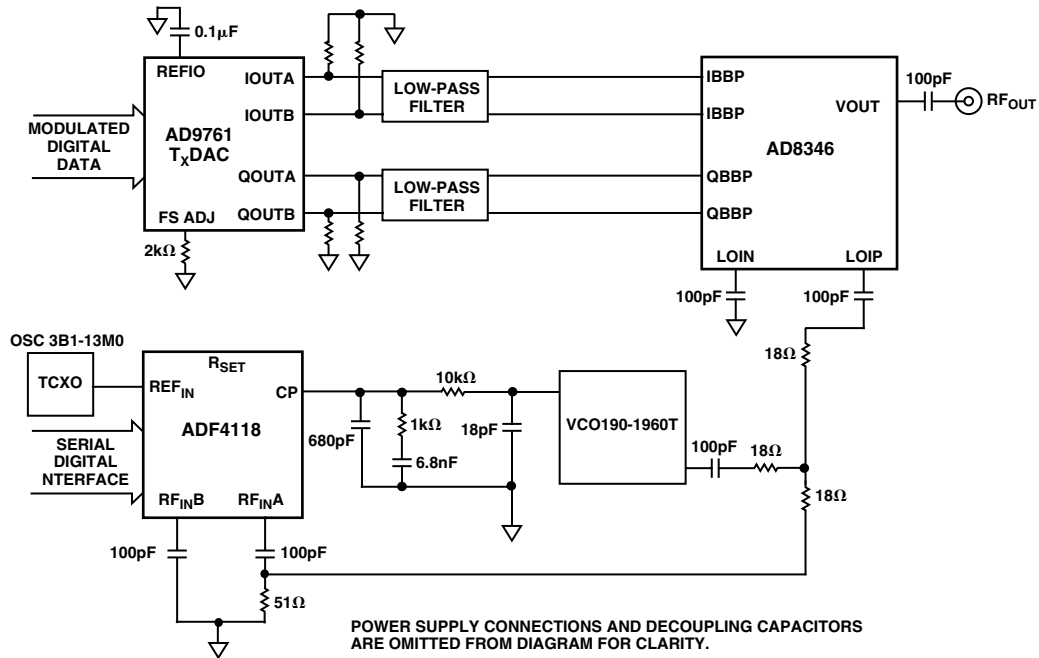 0.1µF
REFIO
IOUTA
IOUTB
QOUTA
QOUTB
FS ADJ
AD9761
TXDAC
MODULATED
DIGITAL
DATA
2kΩ
LOW-PASS
FILTER
LOW-PASS
FILTER
IBBP
IBBP
QBBP
QBBP
AD8346
VOUT
LOIN
LOIP
100pF
RFOUT
100pF
100pF
18Ω
OSC 3B1-13M0
TCXO
RSET
REFIN
CP
ADF4118
SERIAL
DIGITAL
NTERFACE
RFINB
RFINA
100pF
100pF
51Ω
680pF
1kΩ
6.8nF
10kΩ
18pF
VCO190-1960T
100pF
18Ω
18Ω
POWER SUPPLY CONNECTIONS AND DECOUPLING CAPACITORS
ARE OMITTED FROM DIAGRAM FOR CLARITY.